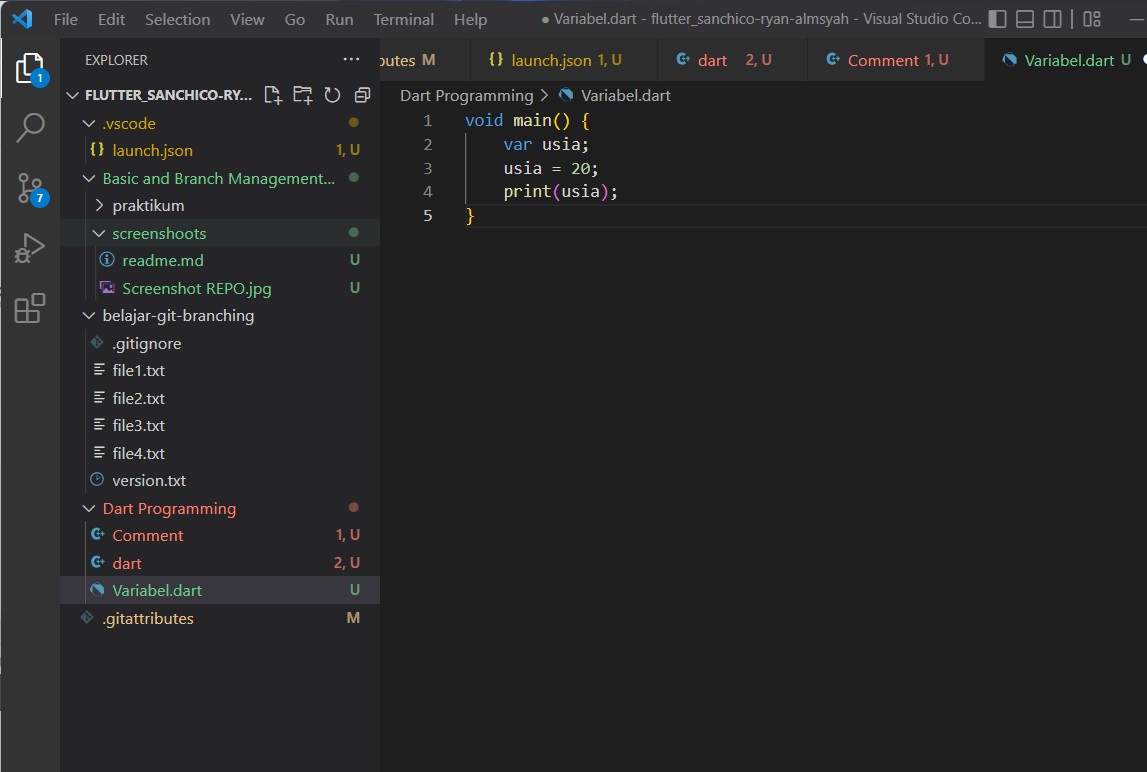 File Edit Selection View Go Run Terminal Help ● Variabel.dart - flutter_sanchico-ryan-almsyah - Visual Studio Co...
EXPLORER ...
butes M {} launch.json 1, U dart 2, U Comment 1, U Variabel.dart U
1
FLUTTER_SANCHICO-RY...
Dart Programming > Variabel.dart
.vscode
{} launch.json 1, U
Basic and Branch Management...
praktikum
7
screenshoots
readme.md U
Screenshot REPO.jpg U
belajar-git-branching
.gitignore
file1.txt
file2.txt
file3.txt
file4.txt
version.txt
Dart Programming
Comment 1, U
dart 2, U
Variabel.dart U
.gitattributes M
1 void main() {
2 var usia;
3 usia = 20;
4 print(usia);
5 }